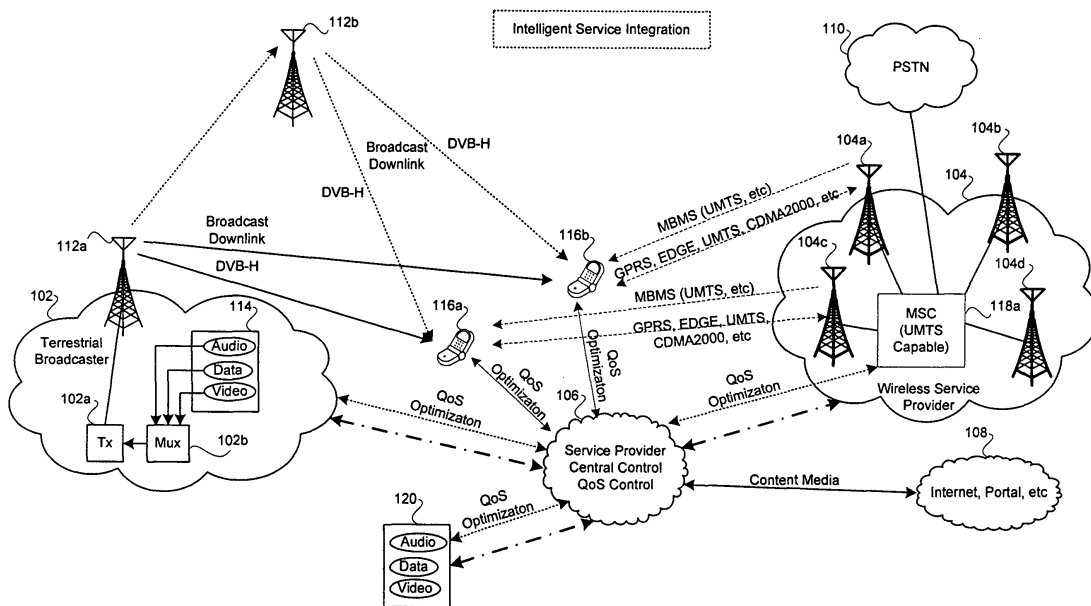 112b
Intelligent Service Integration
110
PSTN
104a
104b
104
DVB-H
Broadcast
Downlink
DVB-H
MBMS (UMTS, etc)
GPRS, EDGE, UMTS, CDMA2000, etc
112a
Broadcast
Downlink
DVB-H
116b
104c
104d
MBMS (UMTS, etc)
118a
MSC
(UMTS
Capable)
102
114
116a
GPRS, EDGE, UMTS,
CDMA2000, etc
Terrestrial
Broadcaster
Audio
Data
Video
QoS
Optimizaton
QoS
Optimizaton
QoS
Optimizaton
Wireless Service
Provider
102a
Tx
Mux
102b
QoS
Optimizaton
106
Service Provider
Central Control
QoS Control
108
Content Media
Internet, Portal, etc
120
QoS
Optimizaton
Audio
Data
Video